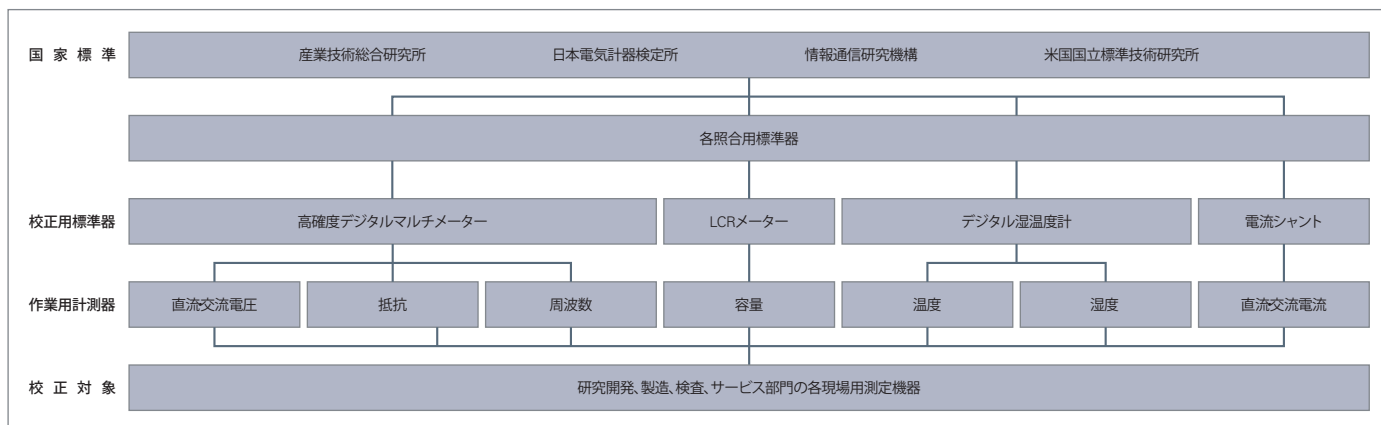 国家標準
産業技術総合研究所 日本電気計器検定所 情報通信研究機構 米国国立標準技術研究所
各照合用標準器
校正用標準器
高確度デジタルマルチメーター LCRメーター デジタル湿温度計 電流シャント
作業用計測器
直流・交流電圧 抵抗 周波数 容量 温度 湿度 直流・交流電流
校正対象
研究開発、製造、検査、サービス部門の各現場用測定機器